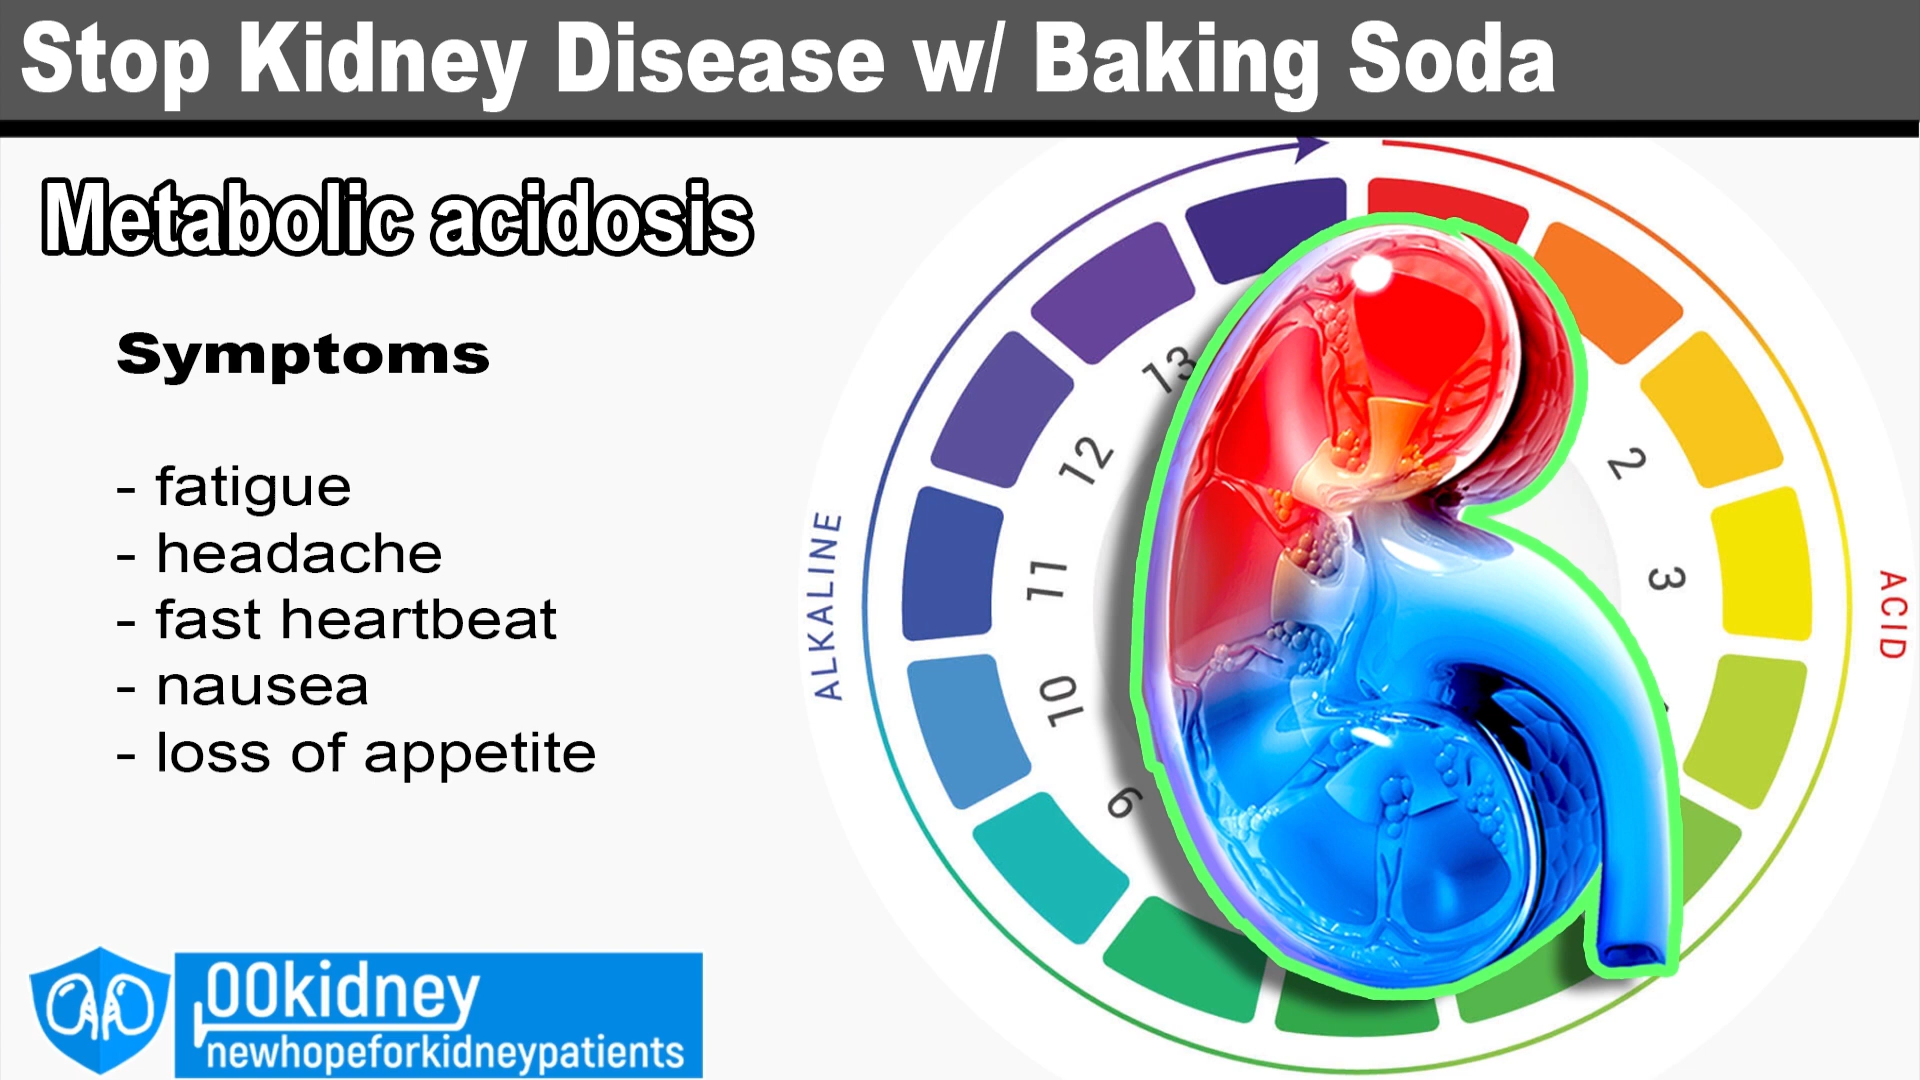 Stop Kidney Disease w/ Baking Soda
Metabolic acidosis
Symptoms
- fatigue
- headache
- fast heartbeat
- nausea
- loss of appetite
00kidney
newhopeforkidneypatients
ALKALINE
13
12
11
10
9
2
3
ACID